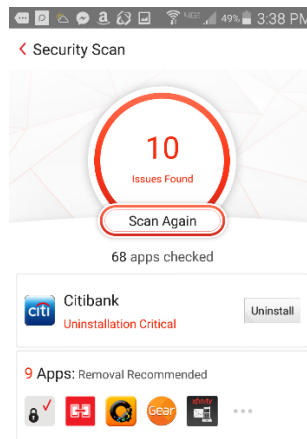 49% 3:38 PM
Security Scan
10
Issues Found
Scan Again
68 apps checked
citi
Citibank
Uninstallation Critical
Uninstall
9 Apps: Removal Recommended
Gear
xfinity